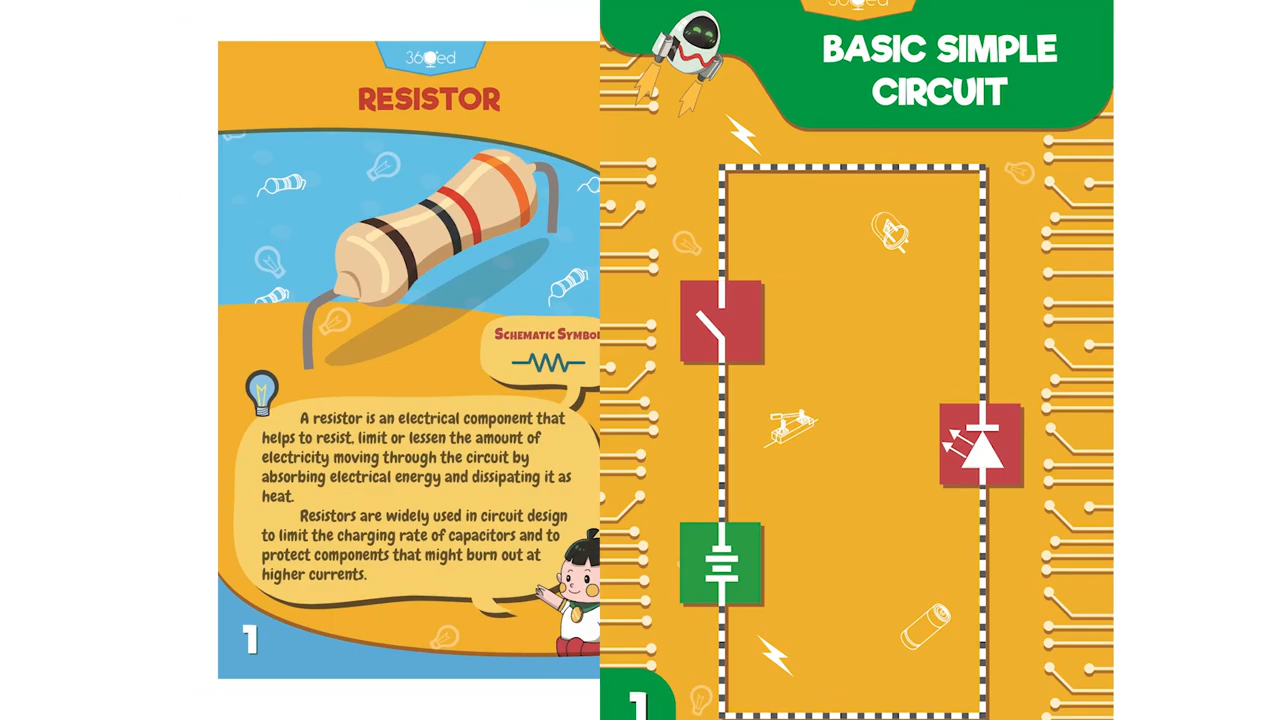 360ed
RESISTOR
SCHEMATIC SYMBOL
A resistor is an electrical component that
helps to resist, limit or lessen the amount of
electricity moving through the circuit by
absorbing electrical energy and dissipating it as
heat.
Resistors are widely used in circuit design
to limit the charging rate of capacitors and to
protect components that might burn out at
higher currents.
1
360ed
BASIC SIMPLE
CIRCUIT
1